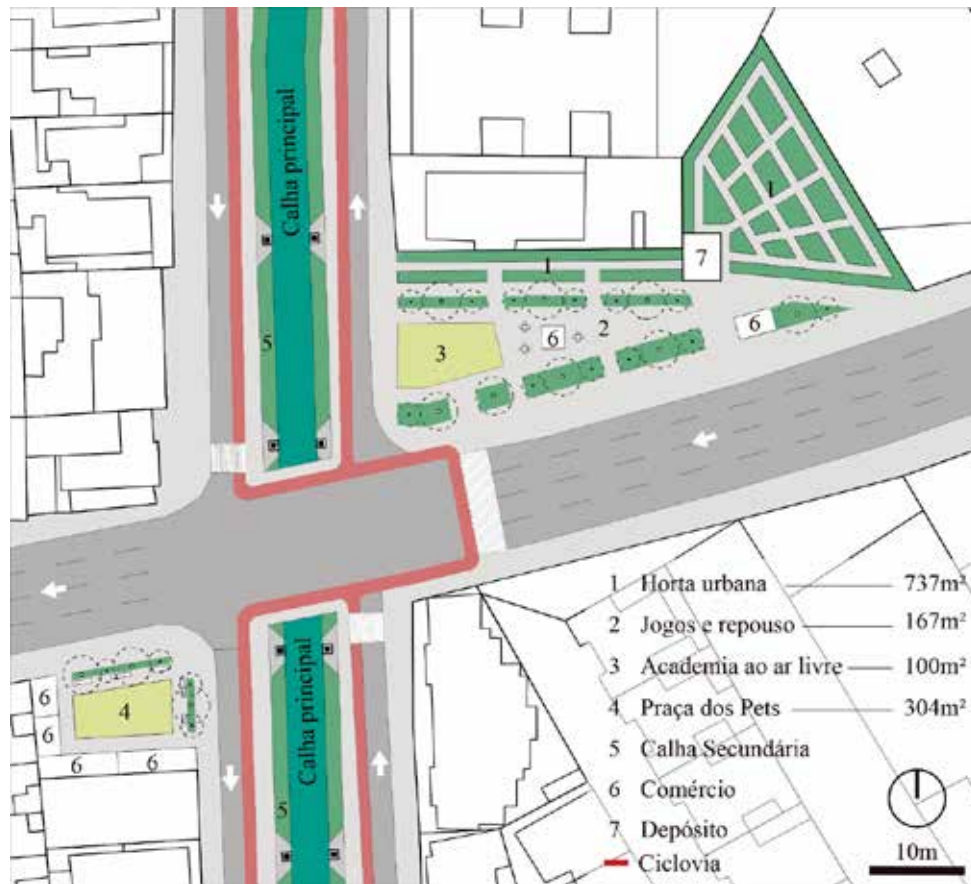 Calha principal
1
1
7
5
2
6
6
3
1 Horta urbana 737m²
2 Jogos e repouso 167m²
3 Academia ao ar livre 100m²
4 Praça dos Pets 304m²
5 Calha Secundária
6 Comércio
7 Depósito
Ciclovia
10m
Calha principal
6
4
6
6 6
5